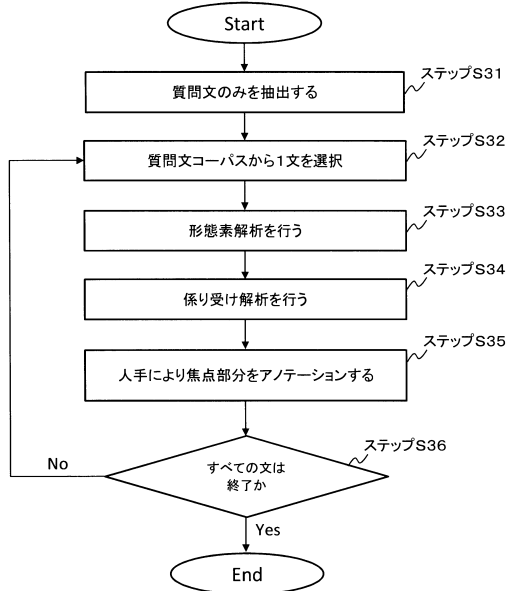 Start
ステップS31
質問文のみを抽出する
ステップS32
質問文コーパスから1文を選択
ステップS33
形態素解析を行う
ステップS34
係り受け解析を行う
ステップS35
人手により焦点部分をアノテーションする
ステップS36
すべての文は
終了か
No
Yes
End